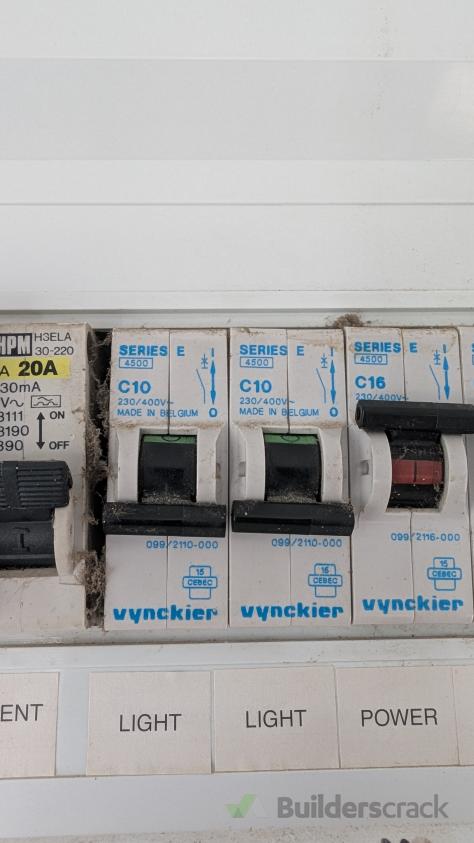 HPM H3ELA
30-220
A 20A
30mA
V~
3111 ON
3190
390 OFF
SERIES E I
4500
C10
230/400V~
MADE IN BELGIUM O
099/2110-000
15
CEBEC
vynckier
SERIES E I
4500
C10
230/400V~
MADE IN BELGIUM O
099/2110-000
15
CEBEC
vynckier
SERIES E I
4500
C16
230/400V~
099/2116-000
15
CEBEC
vynckier
ENT
LIGHT
LIGHT
POWER
Builderscrack